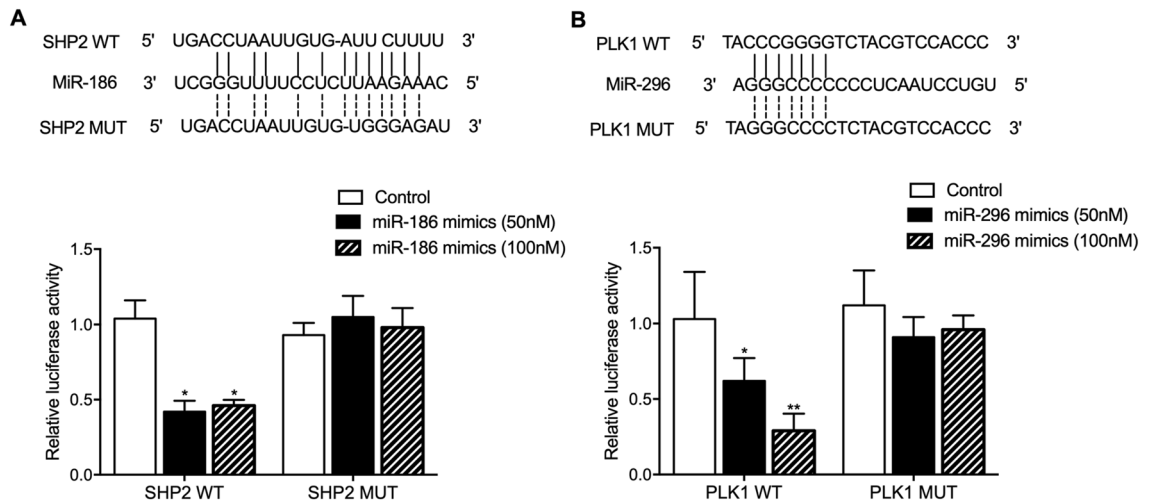 A
SHP2 WT 5' UGACCUAAUUGUG-AUU CUUUU 3'
MiR-186 3' UCGGGUUUUCCUCUUAAGAAAC 5'
SHP2 MUT 5' UGACCUAAUUGUG-UGGGAGAU 3'
Control
miR-186 mimics (50nM)
miR-186 mimics (100nM)
Relative luciferase activity
1.5
1.0
0.5
0.0
* *
SHP2 WT SHP2 MUT
B
PLK1 WT 5' TACCCGGGGTCTACGTCCACCC 3'
MiR-296 3' AGGGCCCCCCCUCAAUCCUGU 5'
PLK1 MUT 5' TAGGGCCCCTCTACGTCCACCC 3'
Control
miR-296 mimics (50nM)
miR-296 mimics (100nM)
Relative luciferase activity
1.5
1.0
0.5
0.0
* **
PLK1 WT PLK1 MUT